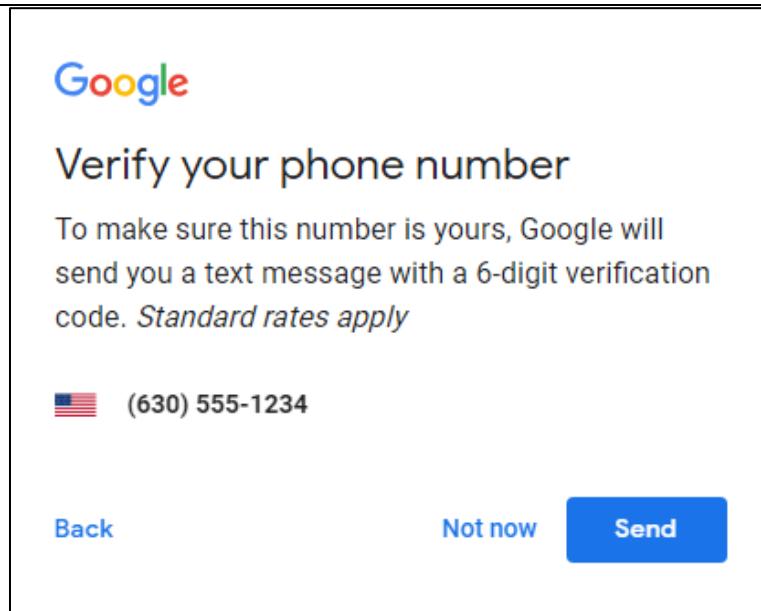 Google
Verify your phone number
To make sure this number is yours, Google will
send you a text message with a 6-digit verification
code. Standard rates apply
(630) 555-1234
Back Not now Send